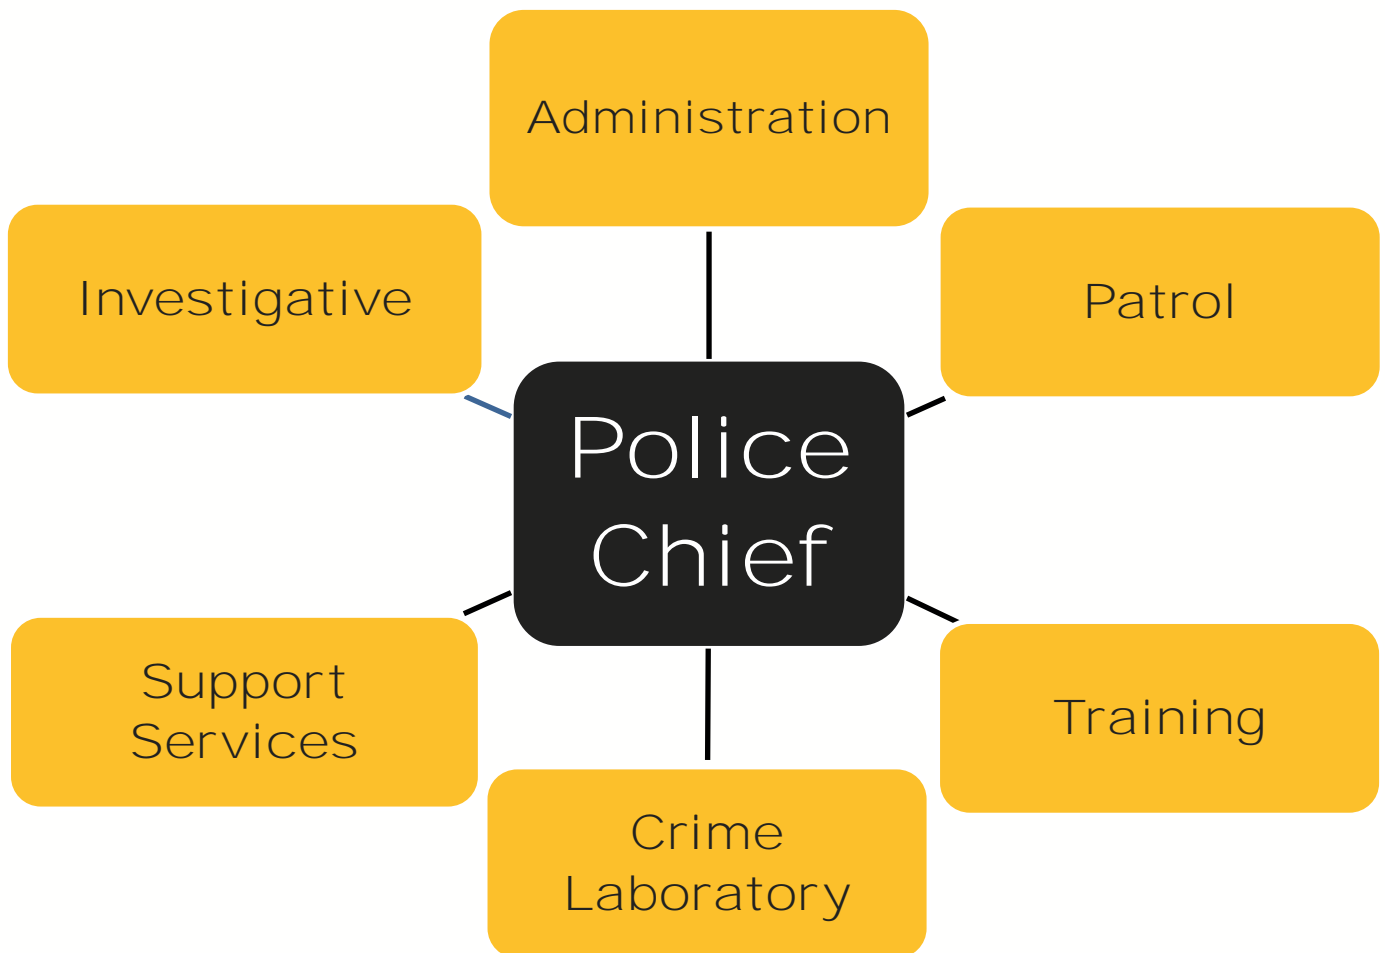 Administration
Investigative
Patrol
Police
Chief
Support
Services
Training
Crime
Laboratory